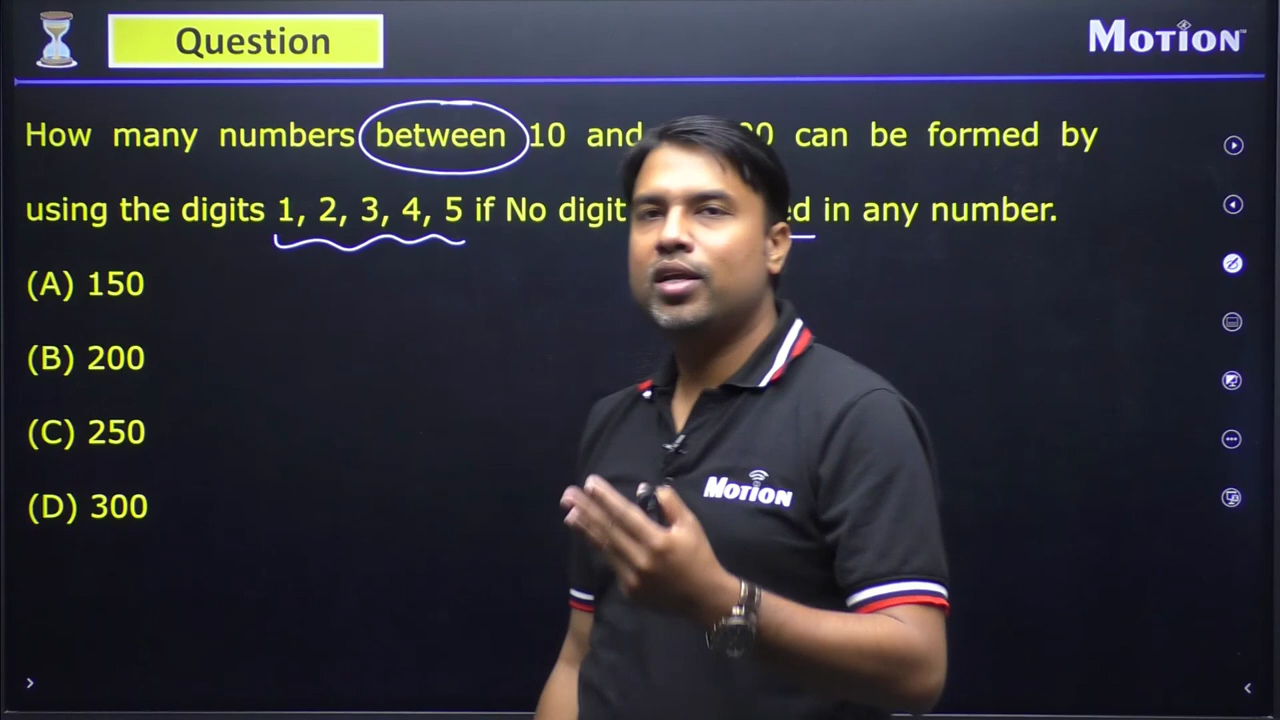 Question
MOTION
How many numbers between 10 and 00 can be formed by
using the digits 1, 2, 3, 4, 5 if No digit in any number.
(A) 150
(B) 200
(C) 250
(D) 300
MOTION